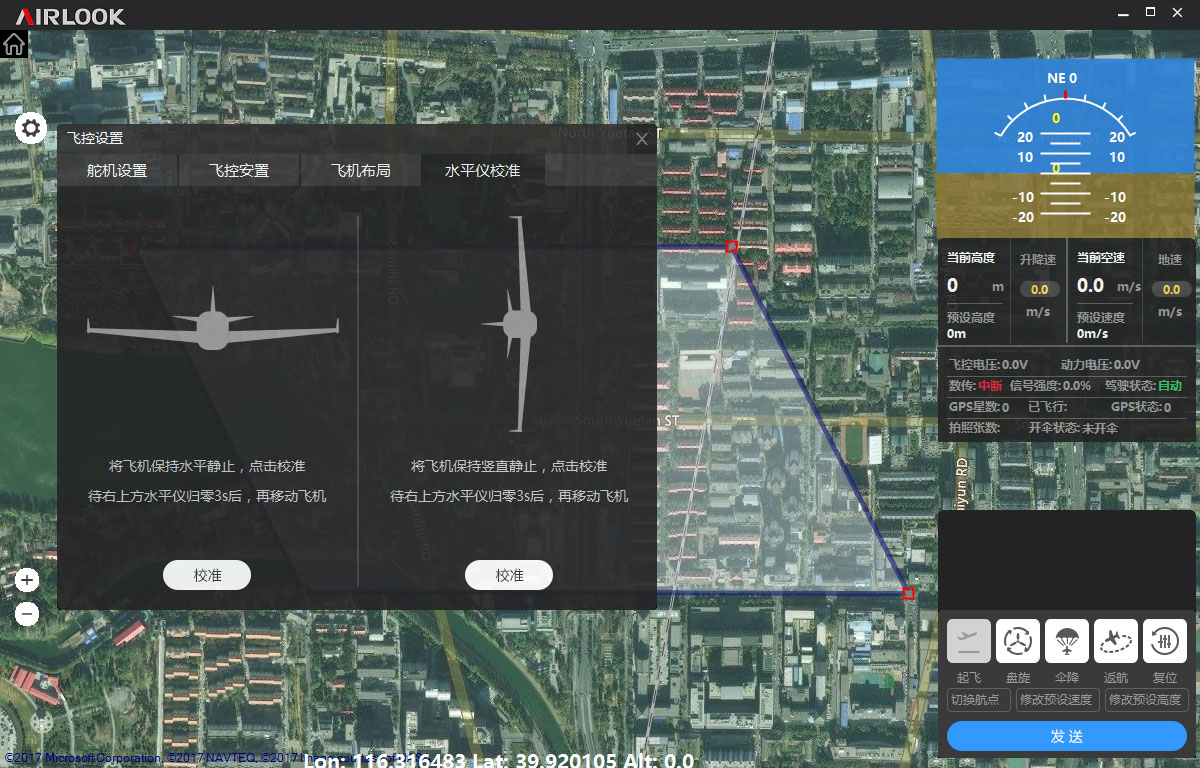 AIRLOOK
North Yuetan ST
飞控设置
舵机设置
飞控安置
飞机布局
水平仪校准
将飞机保持水平静止，点击校准
待右上方水平仪归零3s后，再移动飞机
校准
将飞机保持竖直静止，点击校准
待右上方水平仪归零3s后，再移动飞机
校准
NE 0
0
20 20
10 10
0
-10 -10
-20 -20
当前高度
0 m
预设高度
0m
升降速
0.0
m/s
当前空速
0.0 m/s
预设速度
0m/s
地速
0.0
m/s
飞控电压:0.0V 动力电压:0.0V
数传:中断 信号强度:0.0% 驾驶状态:自动
GPS星数:0 已飞行: GPS状态:0
拍照张数: 开伞状态:未开伞
South Yuetan ST
起飞 盘旋 伞降 返航 复位
切换航点 修改预设速度 修改预设高度
发 送
©2017 Microsoft Corporation, ©2017 NAVTEQ, ©2017
Lat: 39.920105 Alt: 0.0